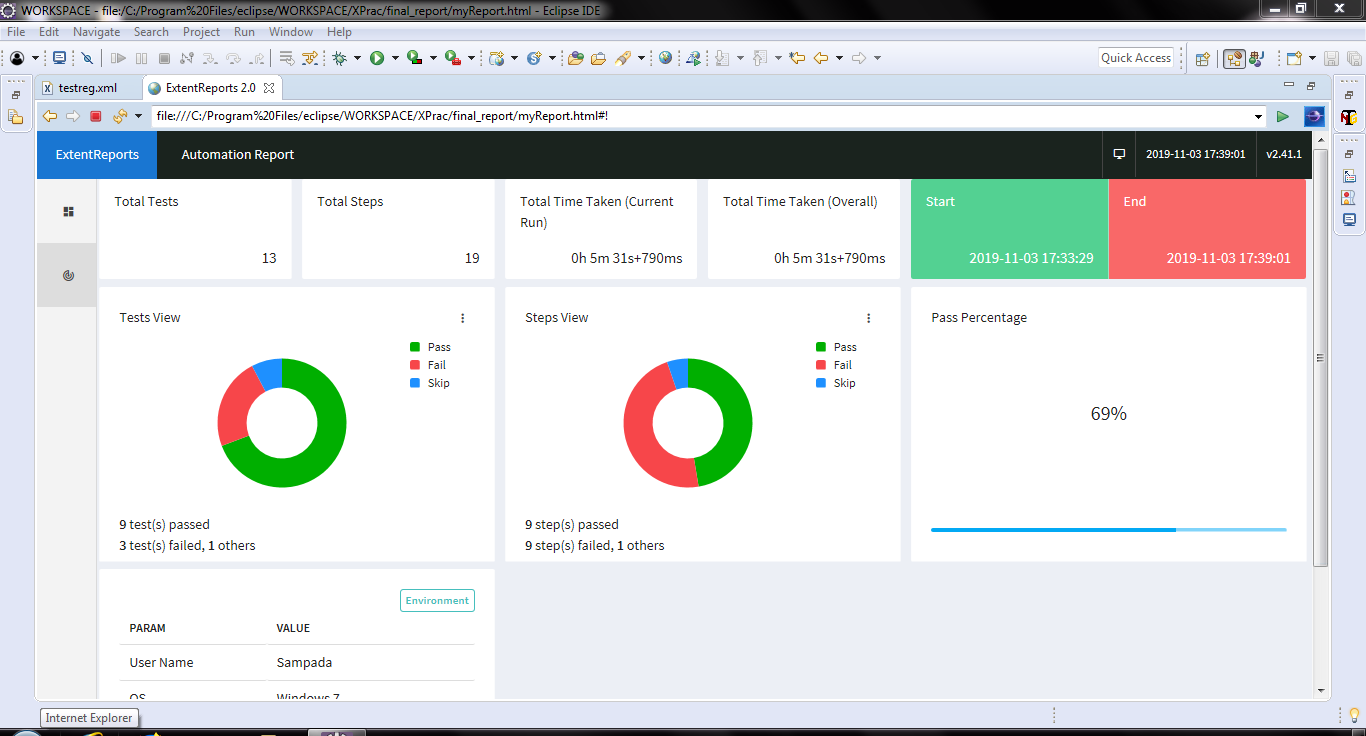 WORKSPACE - file:/C:/Program%20Files/eclipse/WORKSPACE/XPrac/final_report/myReport.html - Eclipse IDE
File Edit Navigate Search Project Run Window Help
Quick Access
testreg.xml ExtentReports 2.0
file:///C:/Program%20Files/eclipse/WORKSPACE/XPrac/final_report/myReport.html#!
ExtentReports Automation Report 2019-11-03 17:39:01 v2.41.1
Total Tests
13
Total Steps
19
Total Time Taken (Current
Run)
0h 5m 31s+790ms
Total Time Taken (Overall)
0h 5m 31s+790ms
Start
2019-11-03 17:33:29
End
2019-11-03 17:39:01
Tests View
Pass
Fail
Skip
9 test(s) passed
3 test(s) failed, 1 others
Steps View
Pass
Fail
Skip
9 step(s) passed
9 step(s) failed, 1 others
Pass Percentage
69%
Environment
PARAM VALUE
User Name Sampada
OS Windows 7
Internet Explorer